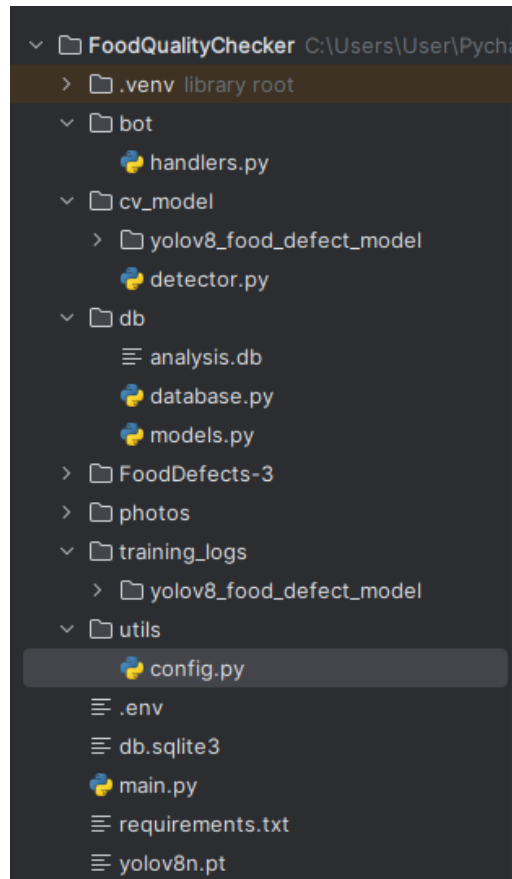 FoodQualityChecker C:\Users\User\Pycha
.venv library root
bot
handlers.py
cv_model
yolov8_food_defect_model
detector.py
db
analysis.db
database.py
models.py
FoodDefects-3
photos
training_logs
yolov8_food_defect_model
utils
config.py
.env
db.sqlite3
main.py
requirements.txt
yolov8n.pt